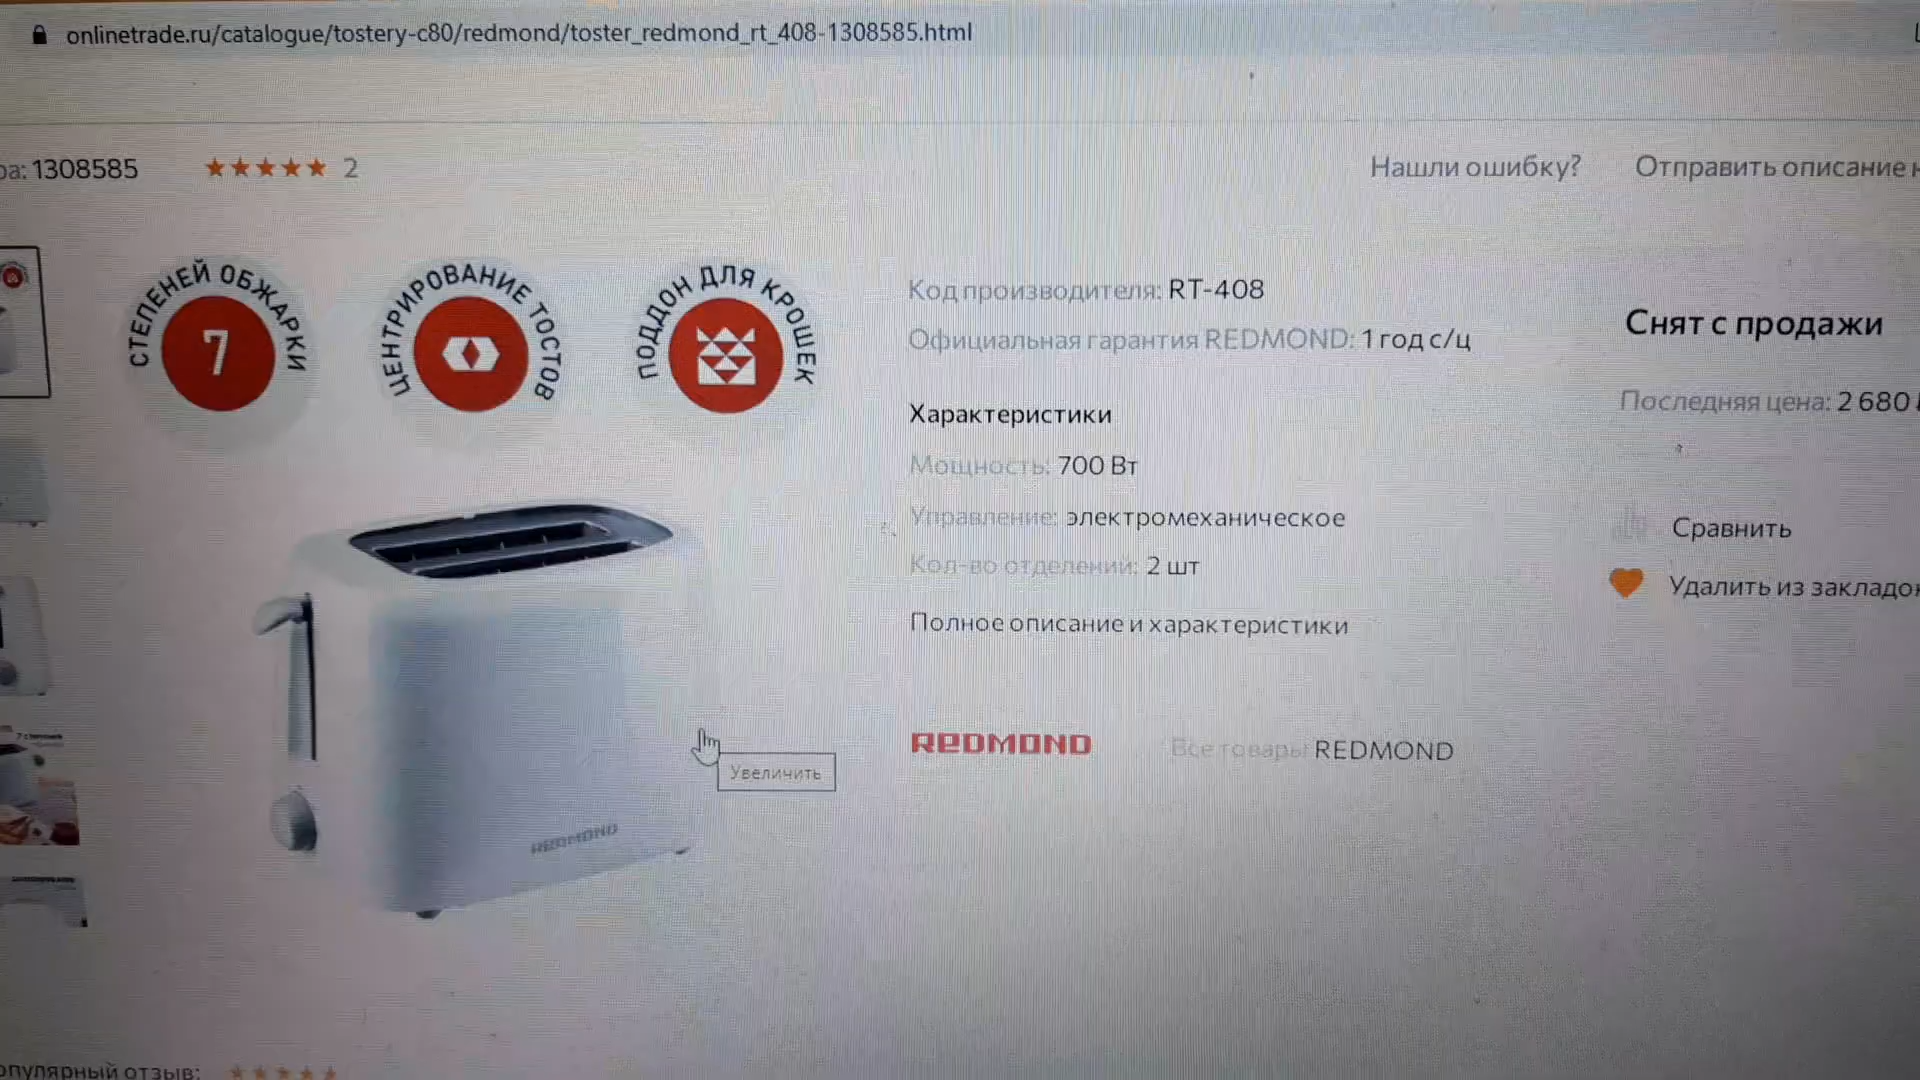 onlinetrade.ru/catalogue/tostery-c80/redmond/toster_redmond_rt_408-1308585.html
ра: 1308585
2
Нашли ошибку?
Отправить описание н
СТЕПЕНЕЙ ОБЖАРКИ
7
ЦЕНТРИРОВАНИЕ ТОСТОВ
ПОДДОН ДЛЯ КРОШЕК
Код производителя: RT-408
Официальная гарантия REDMOND: 1 год с/ц
Характеристики
Мощность: 700 Вт
Управление: электромеханическое
Кол-во отделений: 2 шт
Полное описание и характеристики
REDMOND
Все товары REDMOND
Снят с продажи
Последняя цена: 2 680
Сравнить
Удалить из закладок
Увеличить
REDMOND
опулярный отзыв: